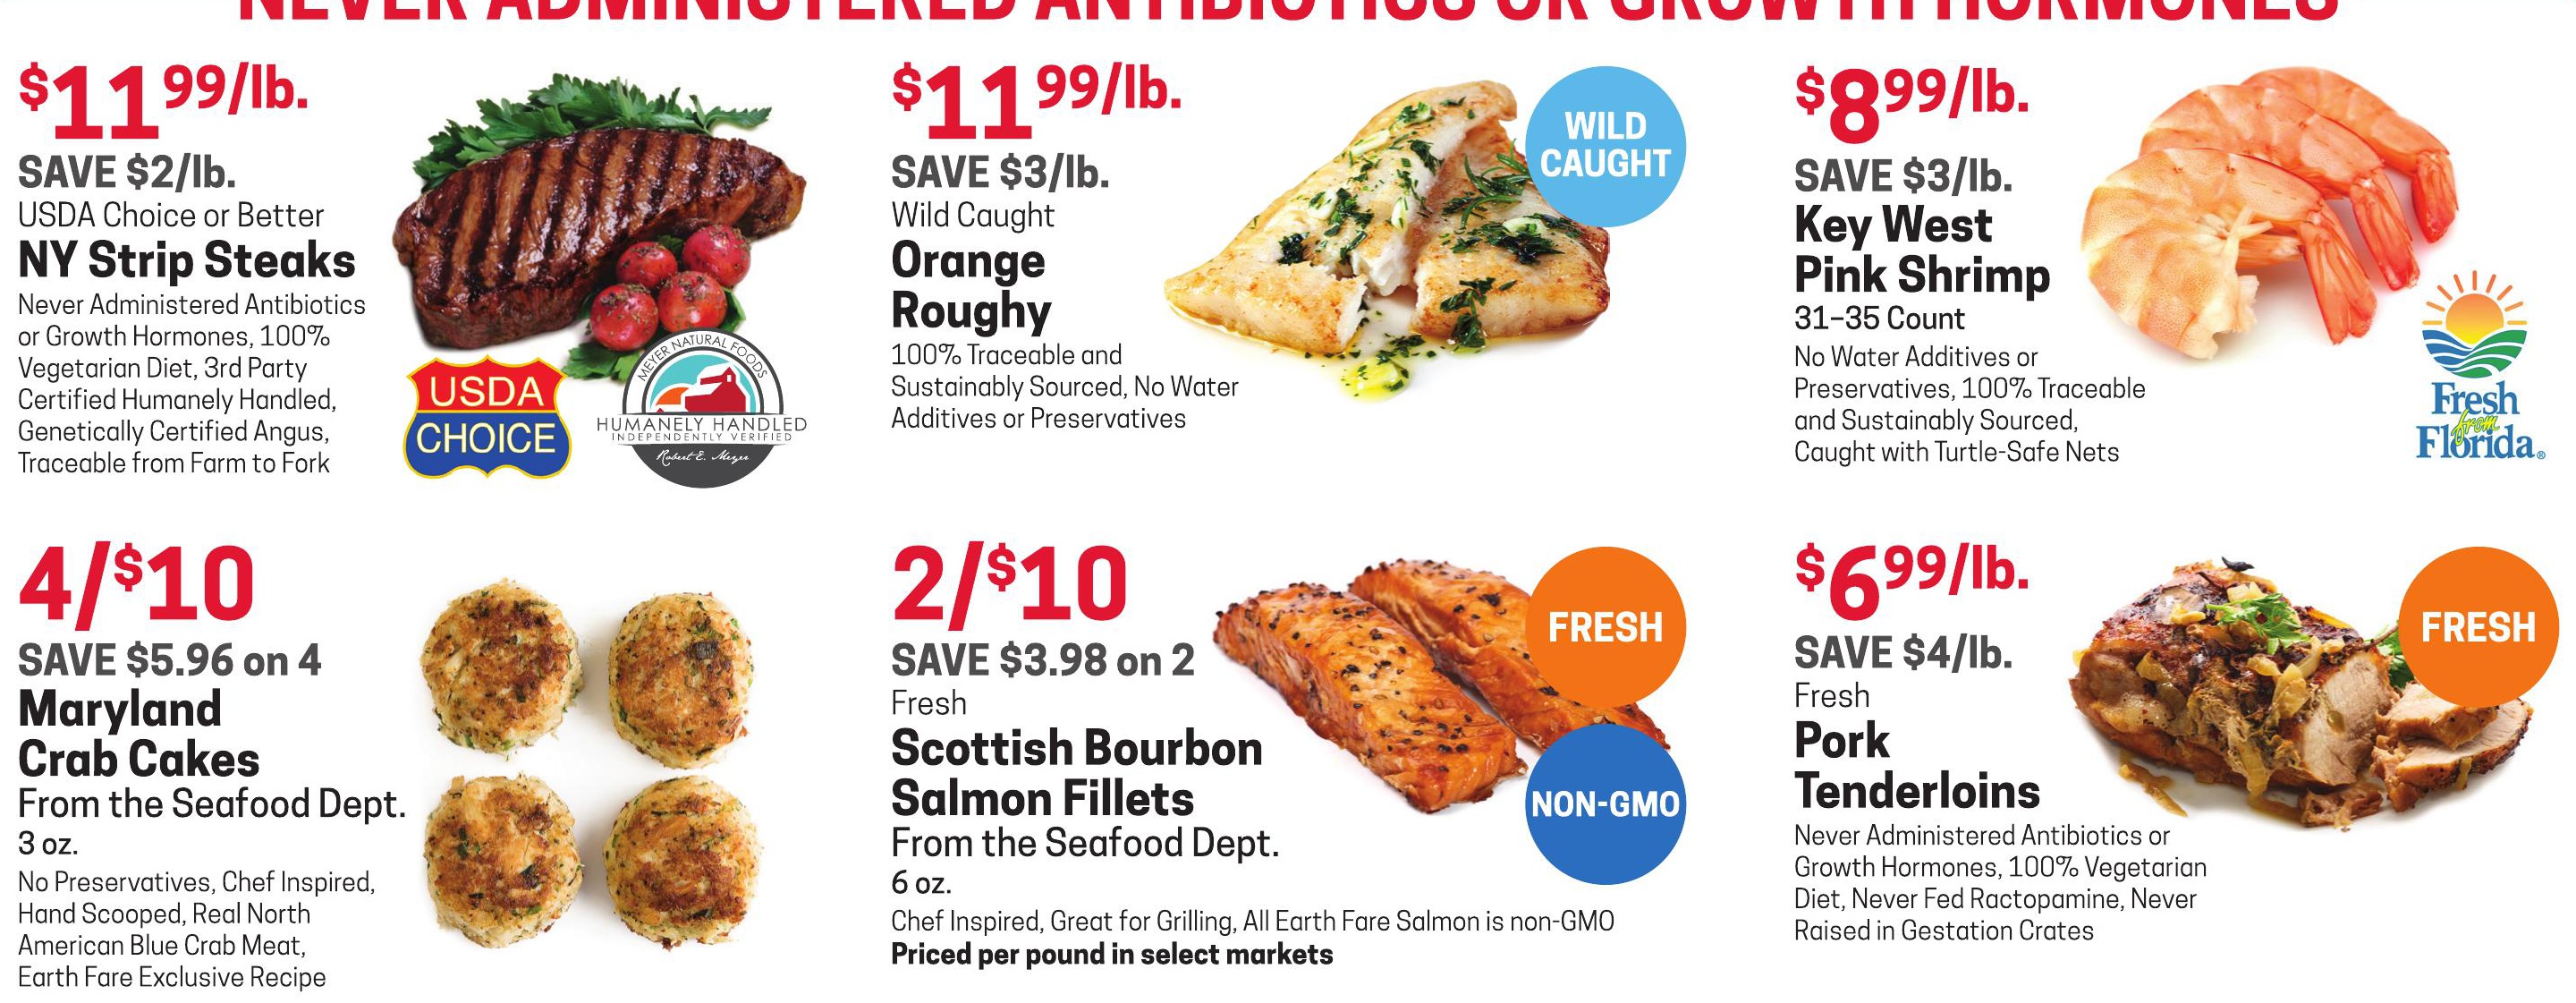 NEVER ADMINISTERED ANTIBIOTICS OR GROWTH HORMONES
$11 99/lb.
SAVE $2/lb.
USDA Choice or Better
NY Strip Steaks
Never Administered Antibiotics
or Growth Hormones, 100%
Vegetarian Diet, 3rd Party
Certified Humanely Handled,
Genetically Certified Angus,
Traceable from Farm to Fork
USDA
CHOICE
MEYER NATURAL FOODS
HUMANELY HANDLED
INDEPENDENTLY VERIFIED
Robert E. Meyer
$11 99/lb.
SAVE $3/lb.
Wild Caught
Orange
Roughy
100% Traceable and
Sustainably Sourced, No Water
Additives or Preservatives
WILD
CAUGHT
$8 99/lb.
SAVE $3/lb.
Key West
Pink Shrimp
31–35 Count
No Water Additives or
Preservatives, 100% Traceable
and Sustainably Sourced,
Caught with Turtle-Safe Nets
Fresh
from
Florida®
4/$10
SAVE $5.96 on 4
Maryland
Crab Cakes
From the Seafood Dept.
3 oz.
No Preservatives, Chef Inspired,
Hand Scooped, Real North
American Blue Crab Meat,
Earth Fare Exclusive Recipe
2/$10
SAVE $3.98 on 2
Fresh
Scottish Bourbon
Salmon Fillets
From the Seafood Dept.
6 oz.
Chef Inspired, Great for Grilling, All Earth Fare Salmon is non-GMO
Priced per pound in select markets
FRESH
NON-GMO
$6 99/lb.
SAVE $4/lb.
Fresh
Pork
Tenderloins
Never Administered Antibiotics or
Growth Hormones, 100% Vegetarian
Diet, Never Fed Ractopamine, Never
Raised in Gestation Crates
FRESH